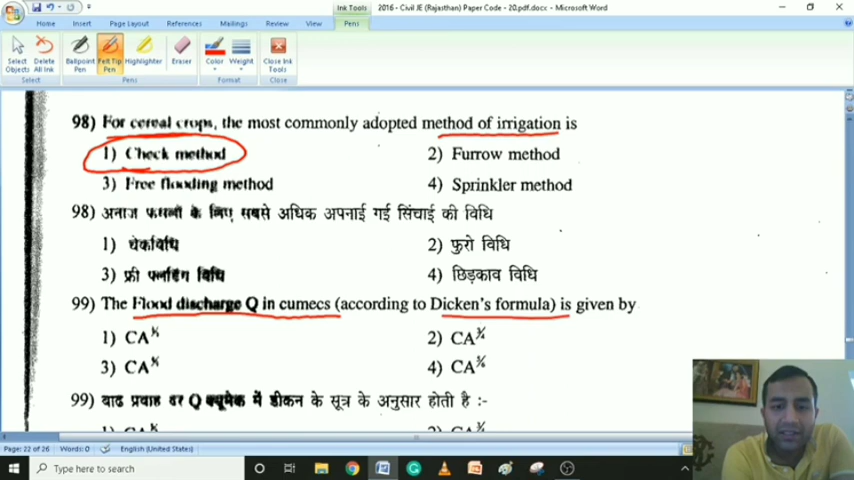 Ink Tools
2016 - Civil JE (Rajasthan) Paper Code - 20.pdf.docx - Microsoft Word
Home Insert Page Layout References Mailings Review View Pens
Select Objects Delete All Ink Ballpoint Pen Felt Tip Pen Highlighter Eraser Color Weight Close Ink Tools
Select Pens Format Close
98) For cereal crops, the most commonly adopted method of irrigation is
1) Check method 2) Furrow method
3) Free flooding method 4) Sprinkler method
98) अनाज फसलों के लिए सबसे अधिक अपनाई गई सिंचाई की विधि
1) चेकविधि 2) फुरो विधि
3) फ्री फ्लडिंग विधि 4) छिड़काव विधि
99) The Flood discharge Q in cumecs (according to Dicken's formula) is given by
1) CA 2) CA
3) CA 4) CA
99) बाढ प्रवाह दर Q क्यूमेक में डीकन के सूत्र के अनुसार होती है :-
Page: 22 of 26 Words: 0 English (United States)
Type here to search